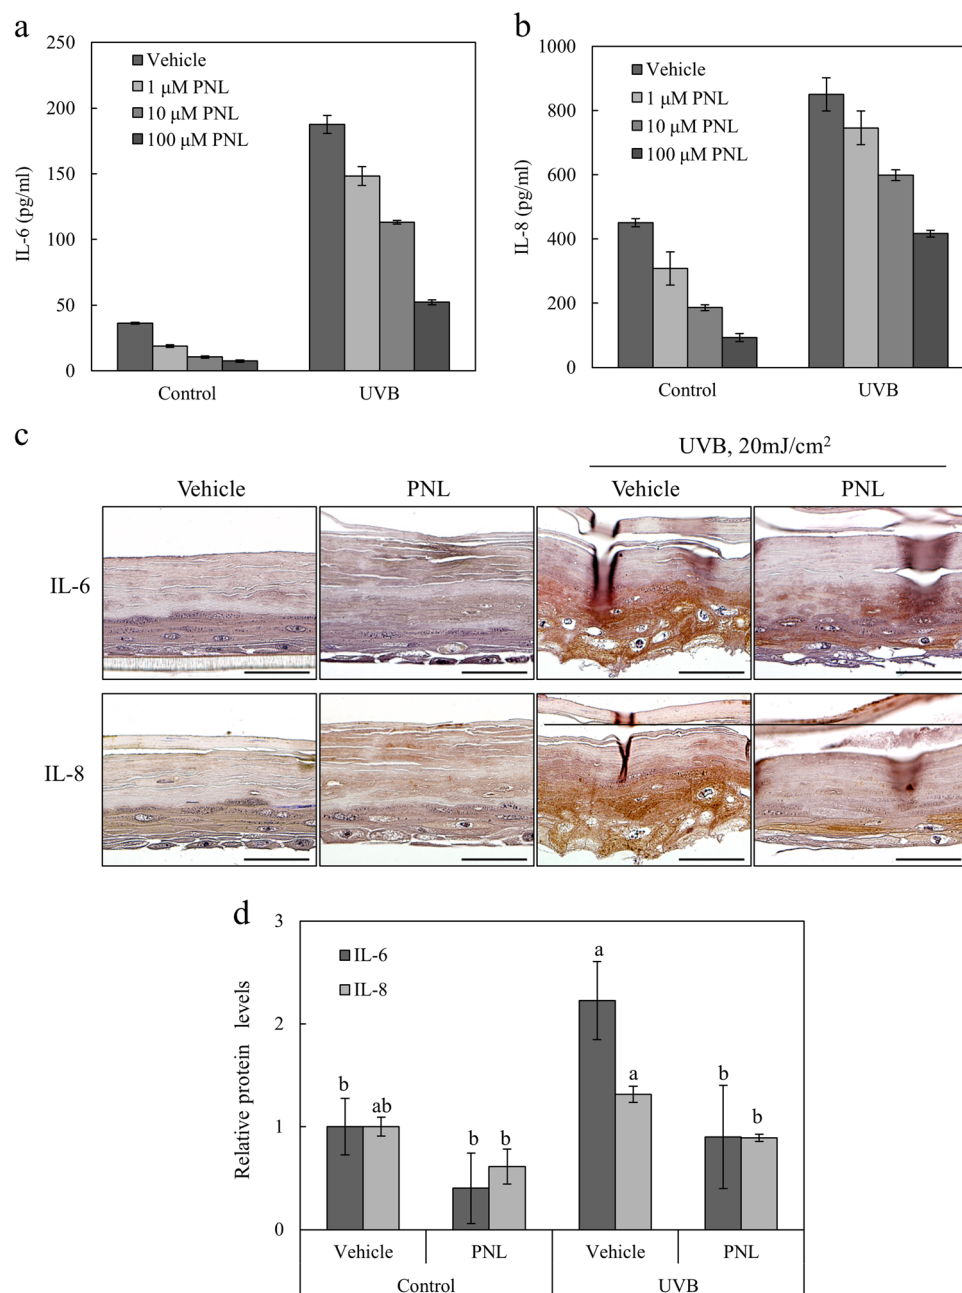 a
250
200
150
100
50
0
IL-6 (pg/ml)
Vehicle
1 μM PNL
10 μM PNL
100 μM PNL
Control UVB
b
1000
800
600
400
200
0
IL-8 (pg/ml)
Vehicle
1 μM PNL
10 μM PNL
100 μM PNL
Control UVB
c
UVB, 20mJ/cm²
Vehicle PNL Vehicle PNL
IL-6
IL-8
d
3
2
1
0
Relative protein levels
IL-6
IL-8
b ab b b a a b b
Vehicle PNL Vehicle PNL
Control UVB